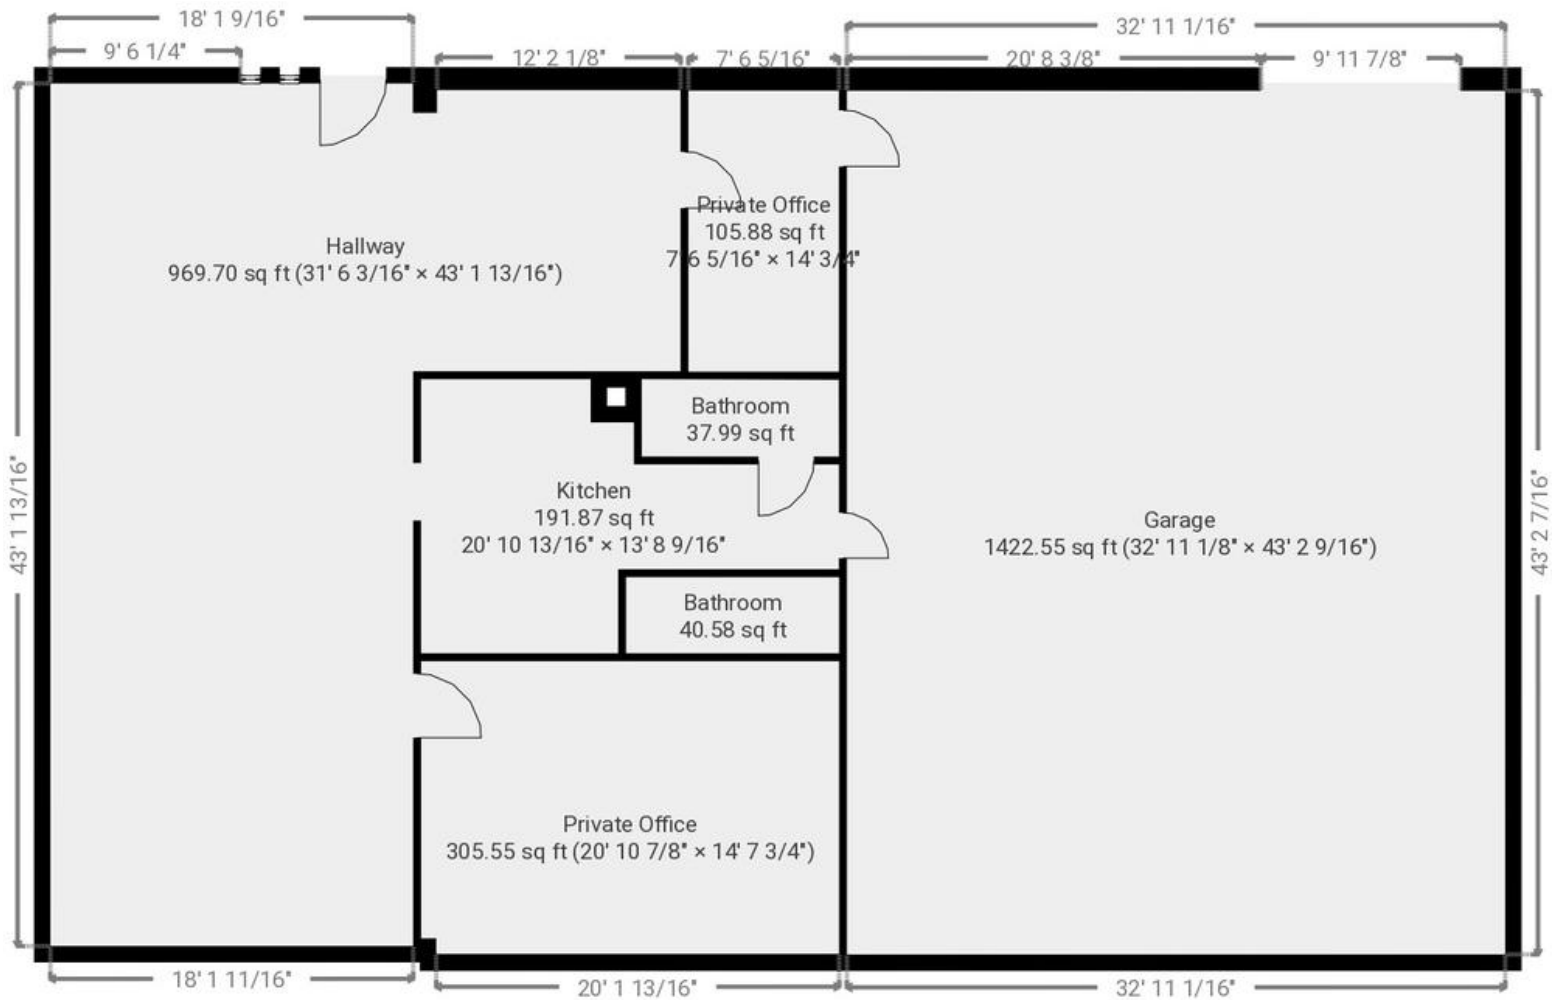 18' 1 9/16"
32' 11 1/16"
9' 6 1/4"
12' 2 1/8"
7' 6 5/16"
20' 8 3/8"
9' 11 7/8"
Private Office
105.88 sq ft
7' 6 5/16" × 14' 3/4"
Hallway
969.70 sq ft (31' 6 3/16" × 43' 1 13/16")
Bathroom
37.99 sq ft
Kitchen
191.87 sq ft
20' 10 13/16" × 13' 8 9/16"
43' 1 13/16"
Garage
1422.55 sq ft (32' 11 1/8" × 43' 2 9/16")
43' 2 7/16"
Bathroom
40.58 sq ft
Private Office
305.55 sq ft (20' 10 7/8" × 14' 7 3/4")
18' 1 11/16"
20' 1 13/16"
32' 11 1/16"